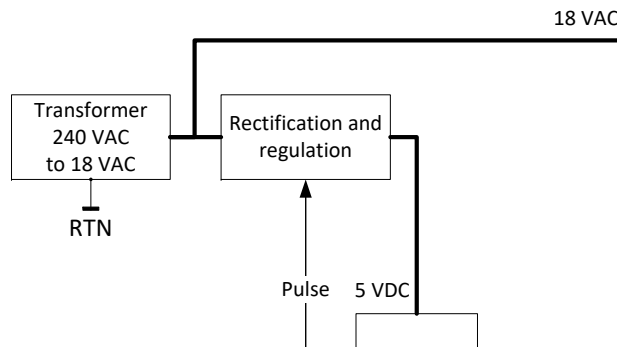 18 VAC
Transformer
240 VAC
to 18 VAC
Rectification and
regulation
RTN
Pulse
5 VDC